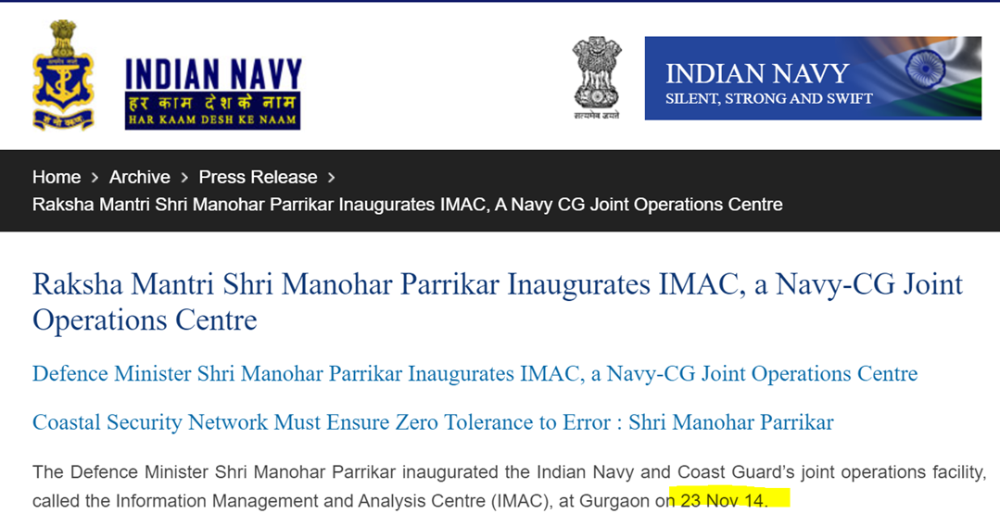 INDIAN NAVY
हर काम देश के नाम
HAR KAAM DESH KE NAAM
सत्यमेव जयते
INDIAN NAVY
SILENT, STRONG AND SWIFT
Home > Archive > Press Release >
Raksha Mantri Shri Manohar Parrikar Inaugurates IMAC, A Navy CG Joint Operations Centre
Raksha Mantri Shri Manohar Parrikar Inaugurates IMAC, a Navy-CG Joint
Operations Centre
Defence Minister Shri Manohar Parrikar Inaugurates IMAC, a Navy-CG Joint Operations Centre
Coastal Security Network Must Ensure Zero Tolerance to Error : Shri Manohar Parrikar
The Defence Minister Shri Manohar Parrikar inaugurated the Indian Navy and Coast Guard’s joint operations facility,
called the Information Management and Analysis Centre (IMAC), at Gurgaon on 23 Nov 14.